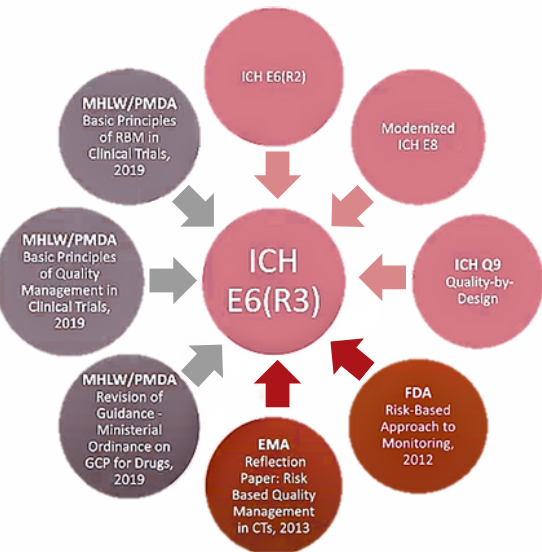 ICH E6(R2)
Modernized
ICH E8
ICH Q9
Quality-by-
Design
FDA
Risk-Based
Approach to
Monitoring,
2012
EMA
Reflection
Paper: Risk
Based Quality
Management
in CTs, 2013
MHLW/PMDA
Revision of
Guidance -
Ministerial
Ordinance on
GCP for Drugs,
2019
MHLW/PMDA
Basic Principles
of Quality
Management in
Clinical Trials,
2019
MHLW/PMDA
Basic Principles
of RBM in
Clinical Trials,
2019
ICH
E6(R3)